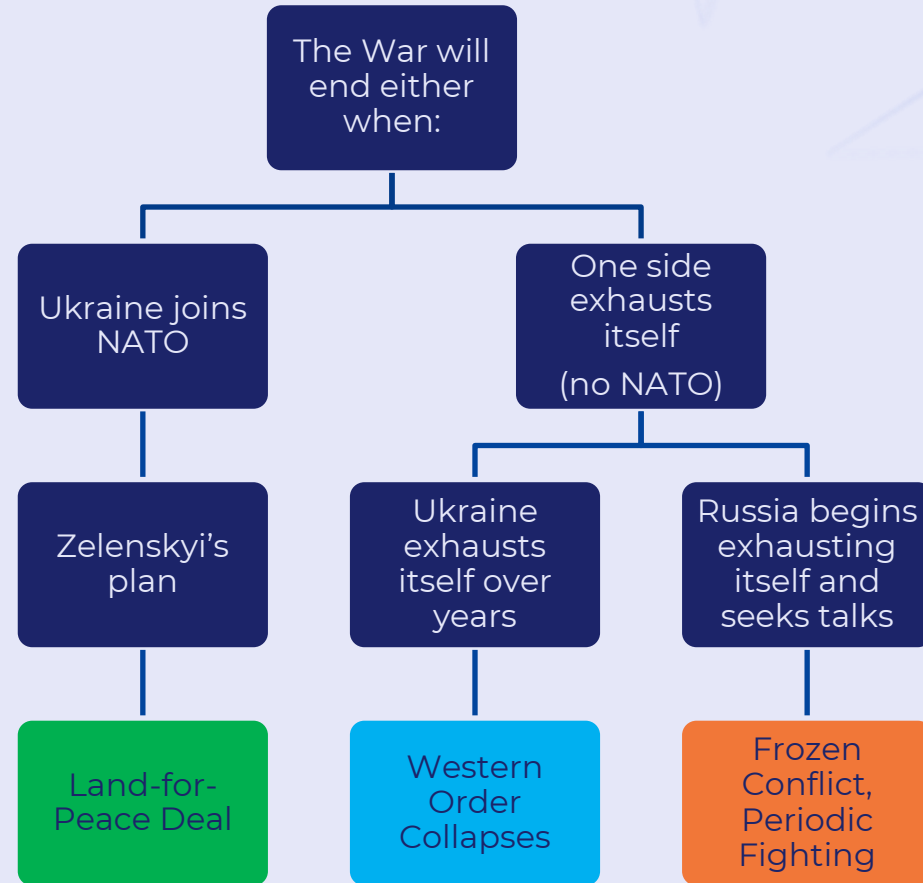 The War will
end either
when:
Ukraine joins
NATO
One side
exhausts
itself
(no NATO)
Zelenskyi’s
plan
Ukraine
exhausts
itself over
years
Russia begins
exhausting
itself and
seeks talks
Land-for-
Peace Deal
Western
Order
Collapses
Frozen
Conflict,
Periodic
Fighting